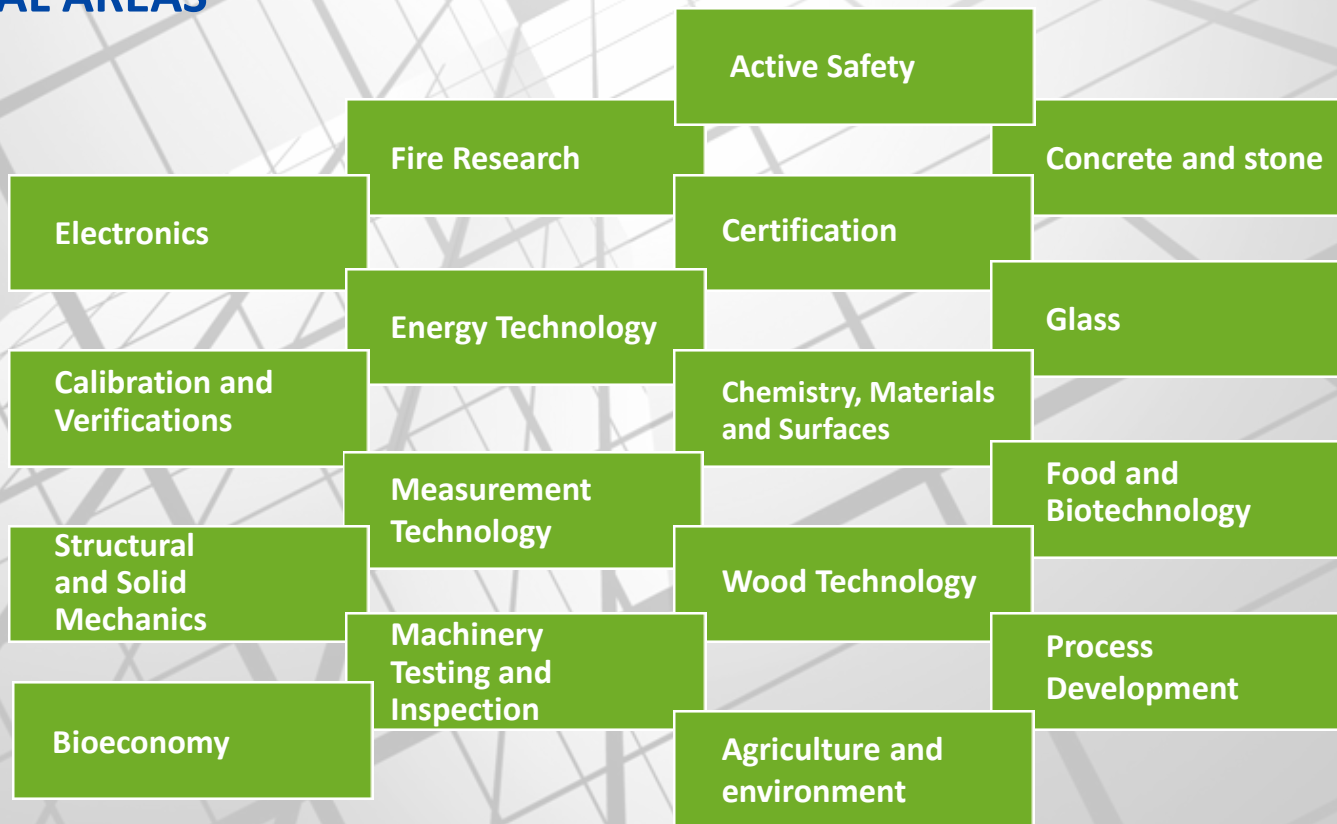 AL AREAS
Active Safety
Fire Research
Concrete and stone
Electronics
Certification
Energy Technology
Glass
Calibration and
Verifications
Chemistry, Materials
and Surfaces
Measurement
Technology
Food and
Biotechnology
Structural
and Solid
Mechanics
Wood Technology
Machinery
Testing and
Inspection
Process
Development
Bioeconomy
Agriculture and
environment